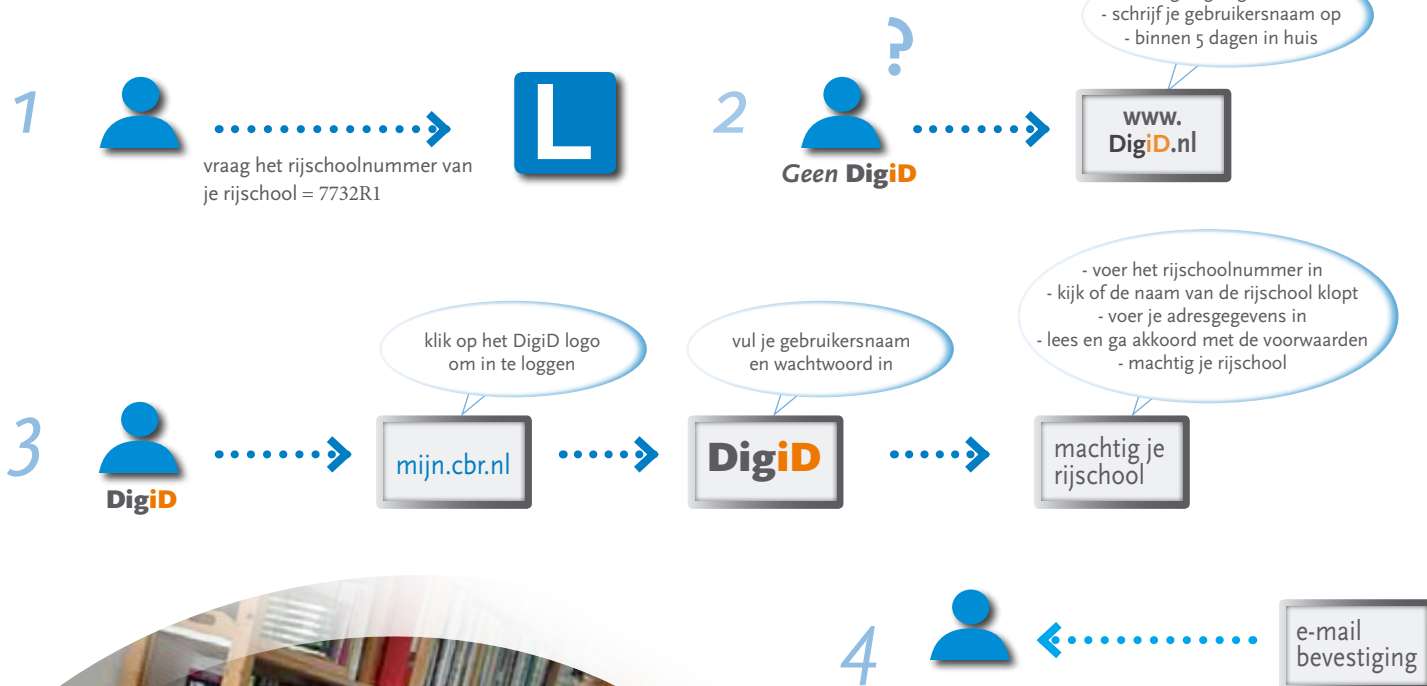 - schrijf je gebruikersnaam op
- binnen 5 dagen in huis
1
vraag het rijschoolnummer van
je rijschool = 7732R1
L
2
?
Geen DigiD
www.
DigiD.nl
3
DigiD
klik op het DigiD logo
om in te loggen
mijn.cbr.nl
vul je gebruikersnaam
en wachtwoord in
DigiD
- voer het rijschoolnummer in
- kijk of de naam van de rijschool klopt
- voer je adresgegevens in
- lees en ga akkoord met de voorwaarden
- machtig je rijschool
machtig je
rijschool
4
e-mail
bevestiging